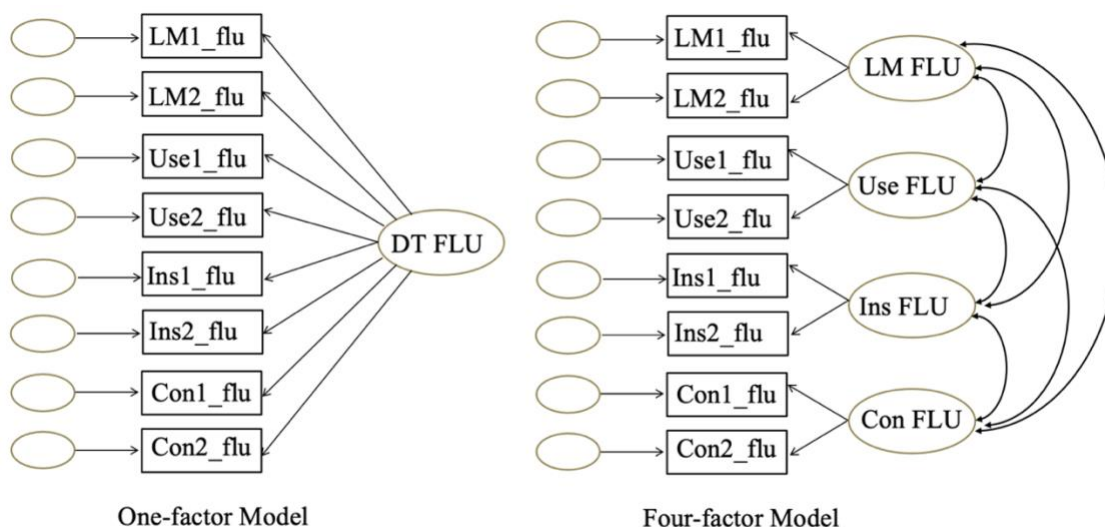 LM1_flu
LM2_flu
Use1_flu
Use2_flu
Ins1_flu
Ins2_flu
Con1_flu
Con2_flu
DT FLU
One-factor Model
LM1_flu
LM2_flu
Use1_flu
Use2_flu
Ins1_flu
Ins2_flu
Con1_flu
Con2_flu
LM FLU
Use FLU
Ins FLU
Con FLU
Four-factor Model